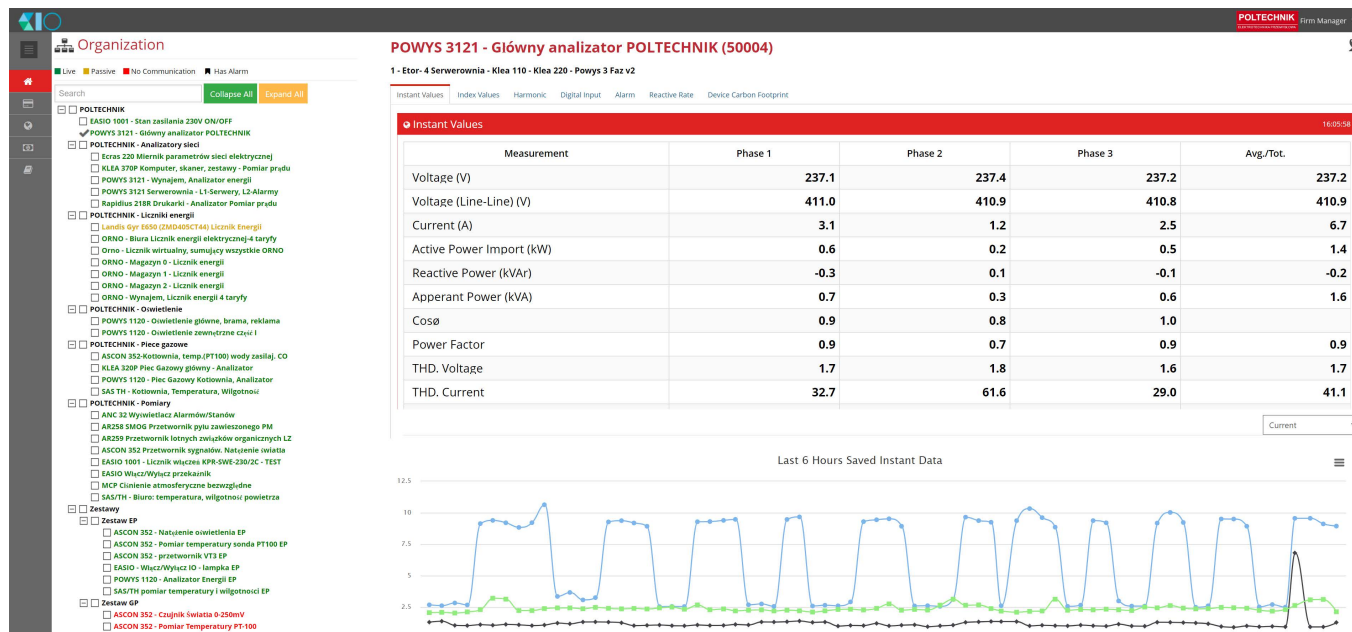 KIO
POLTECHNIK
Firm Manager
Organization
Live Passive No Communication Has Alarm
Search Collapse All Expand All
POLTECHNIK
EASIO 1001 - Stan zasilania 230V ON/OFF
POWYS 3121 - Główny analizator POLTECHNIK
POLTECHNIK - Analizatory sieci
Ecras 220 Miernik parametrów sieci elektrycznej
KLEA 370P Komputer, skaner, zestawy - Pomiar prądu
POWYS 3121 - Wynajem, Analizator energii
POWYS 3121 Serwerownia - L1-Serwery, L2-Alarmy
Rapidius 218R Drukarki - Analizator Pomiar prądu
POLTECHNIK - Liczniki energii
Landis Gyr E650 (ZMD405CT44) Licznik Energii
ORNO - Biura Licznik energii elektrycznej-4 taryfy
Orno - Licznik wirtualny, sumujący wszystkie ORNO
ORNO - Magazyn 0 - Licznik energii
ORNO - Magazyn 1 - Licznik energii
ORNO - Magazyn 2 - Licznik energii
ORNO - Wynajem, Licznik energii 4 taryfy
POLTECHNIK - Oświetlenie
POWYS 1120 - Oświetlenie główne, brama, reklama
POWYS 1120 - Oświetlenie zewnętrzne część I
POLTECHNIK - Piece gazowe
ASCON 352-Kotłownia, temp.(PT100) wody zasilaj. CO
KLEA 320P Piec Gazowy główny - Analizator
POWYS 1120 - Piec Gazowy Kotłownia, Analizator
SAS TH - Kotłownia, Temperatura, Wilgotność
POLTECHNIK - Pomiary
ANC 32 Wyświetlacz Alarmów/Stanów
AR258 SMOG Przetwornik pyłu zawieszonego PM
AR259 Przetwornik lotnych związków organicznych LZ
ASCON 352 Przetwornik sygnałów. Natężenie światła
EASIO 1001 - Licznik włączeń KPR-SWE-230/2C - TEST
EASIO Włącz/Wyłącz przekaźnik
MCP Ciśnienie atmosferyczne bezwzględne
SAS/TH - Biuro: temperatura, wilgotność powietrza
Zestawy
Zestaw EP
ASCON 352 - Natężenie oświetlenia EP
ASCON 352 - Pomiar temperatury sonda PT100 EP
ASCON 352 - przetwornik VT3 EP
EASIO - Włącz/Wyłącz IO - lampka EP
POWYS 1120 - Analizator Energii EP
SAS/TH pomiar temperatury i wilgotnoci EP
Zestaw GP
ASCON 352 - Czujnik światła 0-250mV
ASCON 352 - Pomiar Temperatury PT-100
POWYS 3121 - Główny analizator POLTECHNIK (50004)
1 - Etor- 4 Serwerownia - Klea 110 - Klea 220 - Powys 3 Faz v2
Instant Values Index Values Harmonic Digital Input Alarm Reactive Rate Device Carbon Footprint
Instant Values 16:05:58
Measurement Phase 1 Phase 2 Phase 3 Avg./Tot.
Voltage (V) 237.1 237.4 237.2 237.2
Voltage (Line-Line) (V) 411.0 410.9 410.8 410.9
Current (A) 3.1 1.2 2.5 6.7
Active Power Import (kW) 0.6 0.2 0.5 1.4
Reactive Power (kVAr) -0.3 0.1 -0.1 -0.2
Apperant Power (kVA) 0.7 0.3 0.6 1.6
Cosø 0.9 0.8 1.0
Power Factor 0.9 0.7 0.9 0.9
THD. Voltage 1.7 1.8 1.6 1.7
THD. Current 32.7 61.6 29.0 41.1
Current
Last 6 Hours Saved Instant Data
12.5
10
7.5
5
2.5